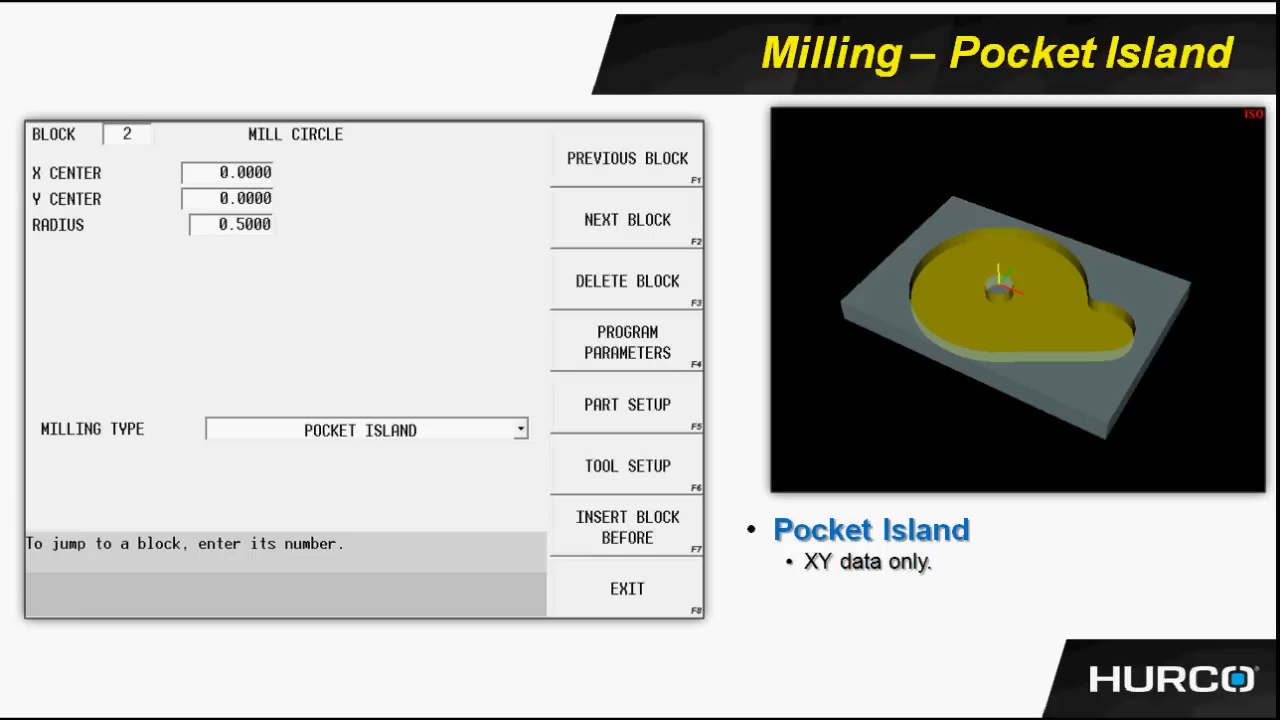 Milling – Pocket Island
BLOCK 2 MILL CIRCLE
X CENTER 0.0000
Y CENTER 0.0000
RADIUS 0.5000
MILLING TYPE POCKET ISLAND
To jump to a block, enter its number.
PREVIOUS BLOCK
F1
NEXT BLOCK
F2
DELETE BLOCK
F3
PROGRAM
PARAMETERS
F4
PART SETUP
F5
TOOL SETUP
F6
INSERT BLOCK
BEFORE
F7
EXIT
F8
ISO
• Pocket Island
• XY data only.
HURCO